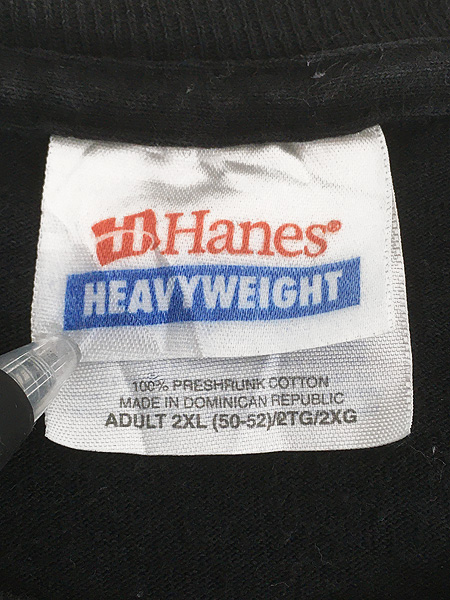 H Hanes®
HEAVYWEIGHT
100% PRESHRUNK COTTON
MADE IN DOMINICAN REPUBLIC
ADULT 2XL (50-52)/2TG/2XG